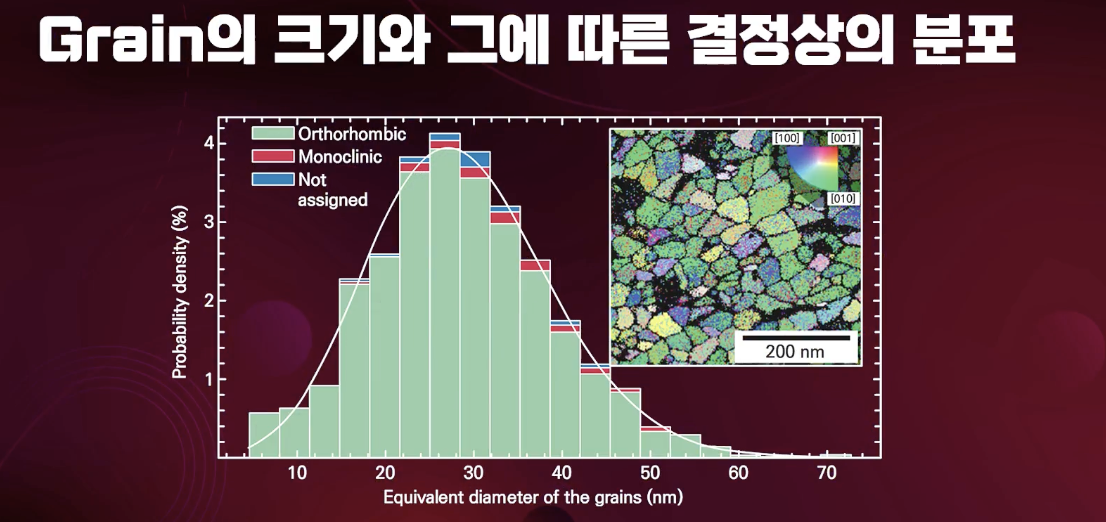 Grain의 크기와 그에 따른 결정상의 분포
Orthorhombic
Monoclinic
Not
assigned
[100]
[001]
[010]
200 nm
4
3
2
1
Probability density (%)
10 20 30 40 50 60 70
Equivalent diameter of the grains (nm)